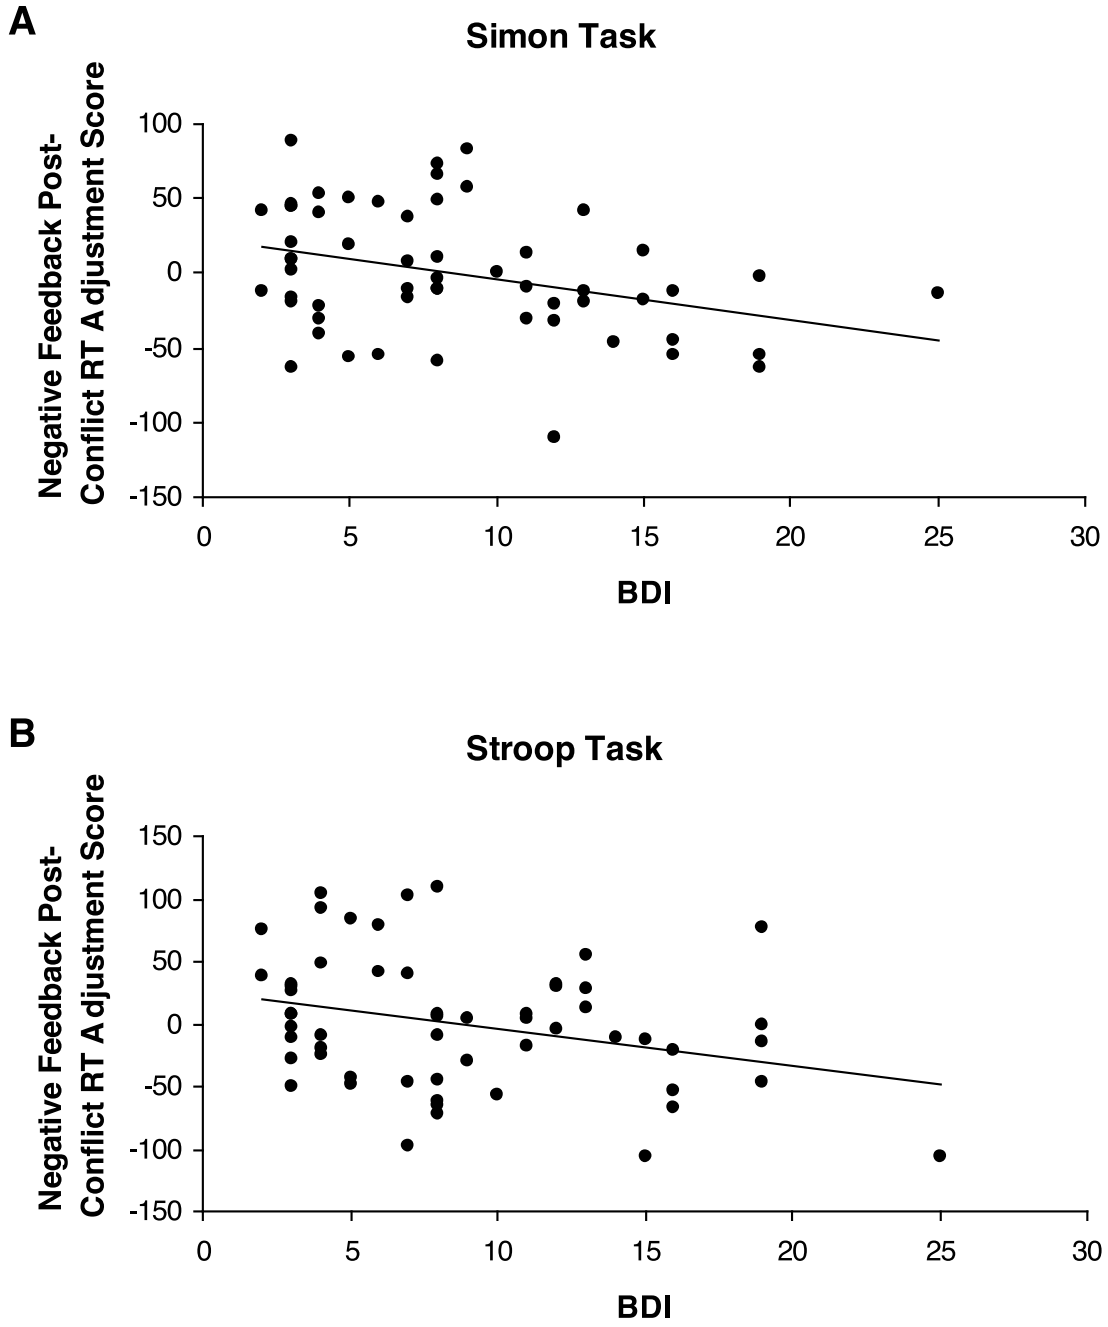 A
Simon Task
Negative Feedback Post-
Conflict RT Adjustment Score
100
50
0
-50
-100
-150
0 5 10 15 20 25 30
BDI
B
Stroop Task
Negative Feedback Post-
Conflict RT Adjustment Score
150
100
50
0
-50
-100
-150
0 5 10 15 20 25 30
BDI